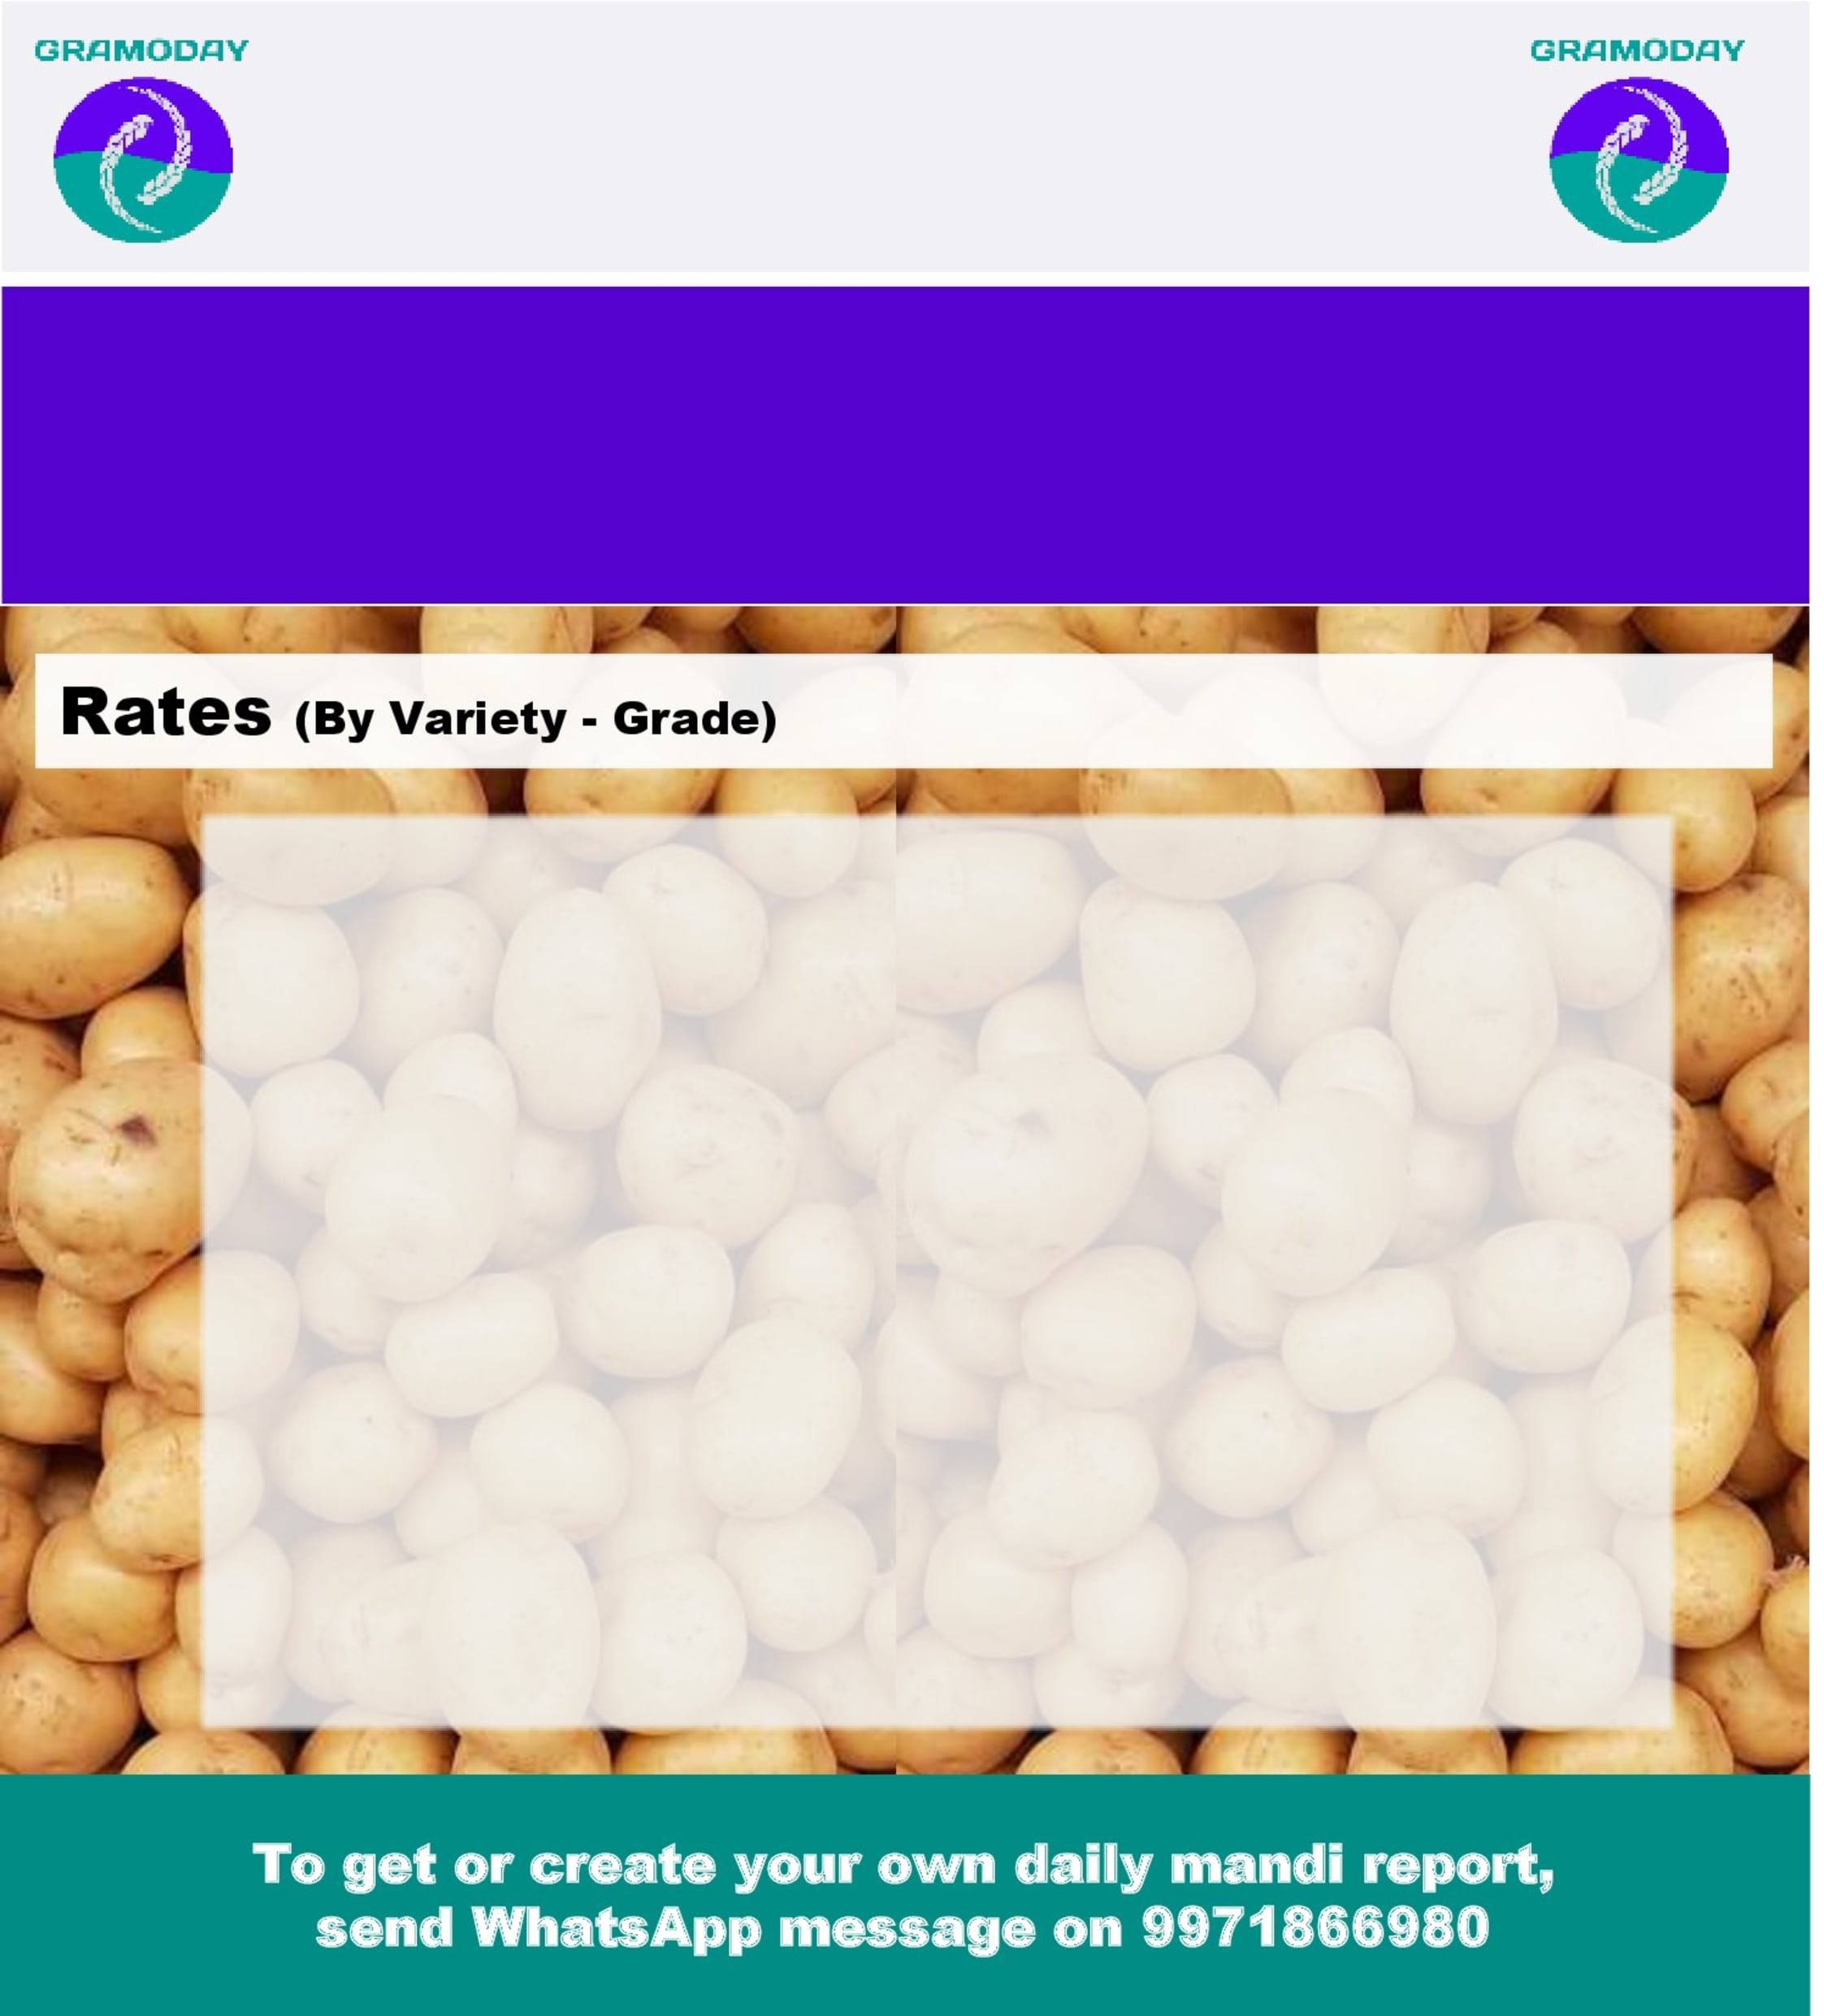 GRAMODAY
GRAMODAY
Rates (By Variety - Grade)
To get or create your own daily mandi report,
send WhatsApp message on 9971866980